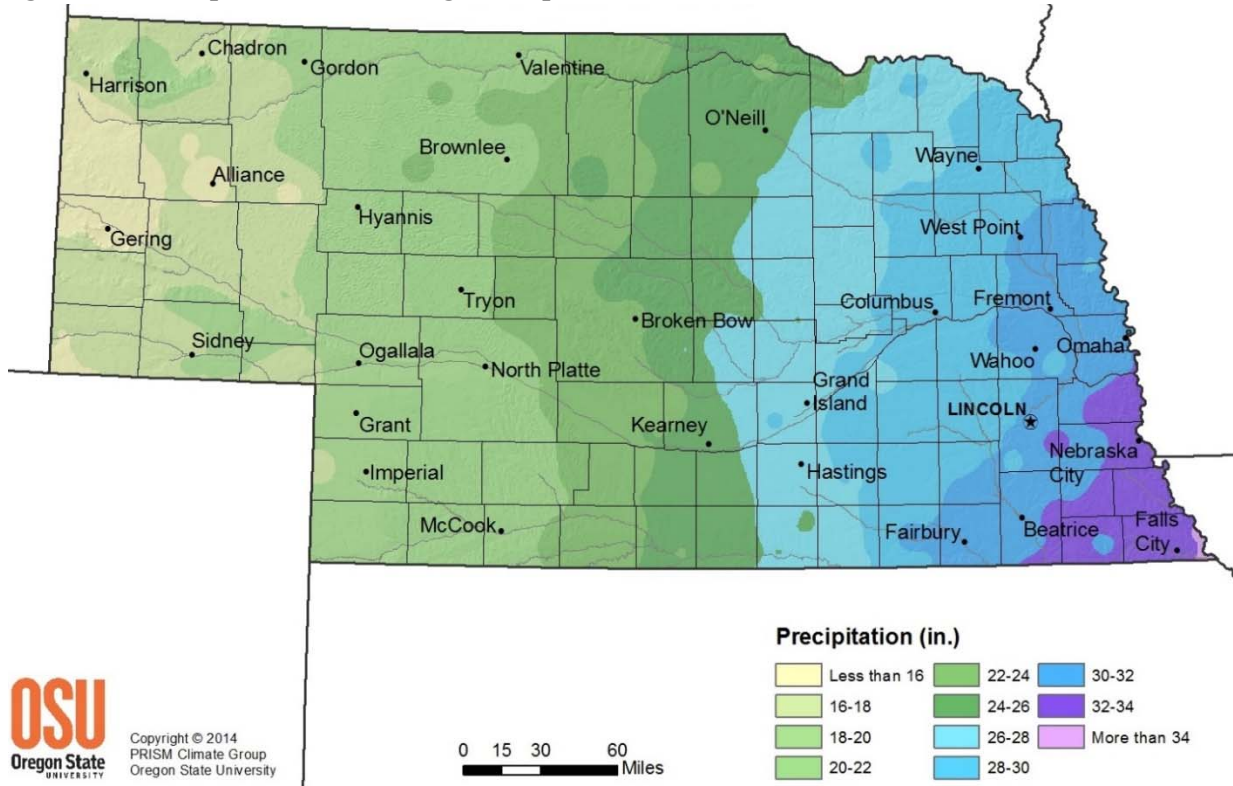 Chadron
Gordon
Valentine
Harrison
O'Neill
Brownlee
Wayne
Alliance
Hyannis
West Point
Gering
Tryon
Columbus
Fremont
Broken Bow
Sidney
Ogallala
North Platte
Wahoo
Omaha
Grand
Island
Grant
Kearney
LINCOLN
Nebraska
City
Imperial
Hastings
McCook
Fairbury
Beatrice
Falls
City
Precipitation (in.)
Less than 16
22-24
30-32
16-18
24-26
32-34
18-20
26-28
More than 34
20-22
28-30
OSU
Oregon State
UNIVERSITY
Copyright © 2014
PRISM Climate Group
Oregon State University
0 15 30 60
Miles